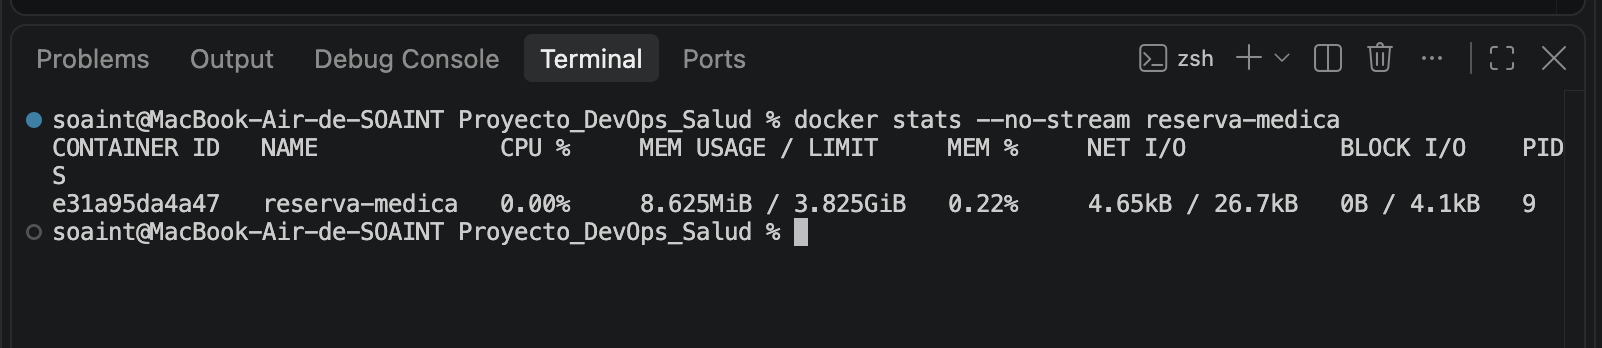 Problems Output Debug Console Terminal Ports zsh
soaint@MacBook-Air-de-SOAINT Proyecto_DevOps_Salud % docker stats --no-stream reserva-medica
CONTAINER ID NAME CPU % MEM USAGE / LIMIT MEM % NET I/O BLOCK I/O PID
S
e31a95da4a47 reserva-medica 0.00% 8.625MiB / 3.825GiB 0.22% 4.65kB / 26.7kB 0B / 4.1kB 9
soaint@MacBook-Air-de-SOAINT Proyecto_DevOps_Salud %